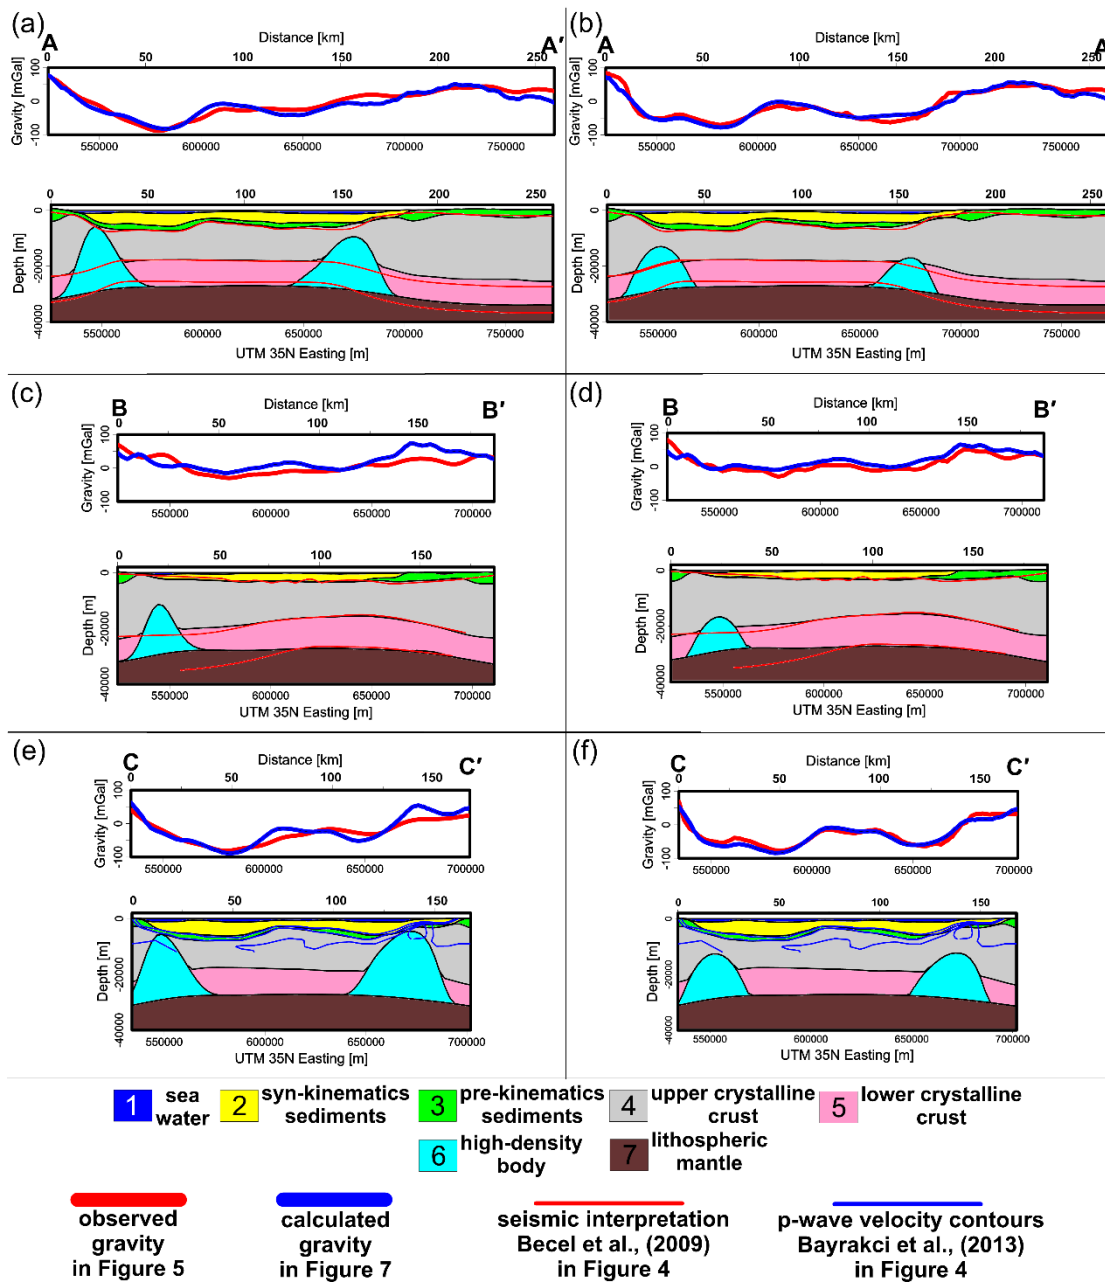 (a)
Distance [km]
A
A′
0 50 100 150 200 250
Gravity [mGal]
100
0
-100
550000 600000 650000 700000 750000
0 50 100 150 200 250
Depth [m]
0
-20000
-40000
550000 600000 650000 700000 750000
UTM 35N Easting [m]
(b)
Distance [km]
A
A
0 50 100 150 200 250
Gravity [mGal]
100
0
-100
550000 600000 650000 700000 750000
0 50 100 150 200
Depth [m]
0
-20000
-40000
550000 600000 650000 700000 750000
UTM 35N Easting [m]
(c)
Distance [km]
B
B′
0 50 100 150
Gravity [mGal]
100
0
-100
550000 600000 650000 700000
0 50 100 150
Depth [m]
0
-20000
-40000
550000 600000 650000 700000
UTM 35N Easting [m]
(d)
Distance [km]
B
B′
0 50 100 150
Gravity [mGal]
100
0
-100
550000 600000 650000 700000
0 50 100 150
Depth [m]
0
-20000
-40000
550000 600000 650000 700000
UTM 35N Easting [m]
(e)
Distance [km]
C
C′
0 50 100 150
Gravity [mGal]
100
0
-100
550000 600000 650000 700000
0 50 100 150
Depth [m]
0
-20000
-40000
550000 600000 650000 700000
UTM 35N Easting [m]
(f)
Distance [km]
C
C′
0 50 100 150
Gravity [mGal]
100
0
-100
550000 600000 650000 700000
0 50 100 150
Depth [m]
0
-20000
-40000
550000 600000 650000 700000
UTM 35N Easting [m]
1 sea
water
2 syn-kinematics
sediments
3 pre-kinematics
sediments
4 upper crystalline
crust
5 lower crystalline
crust
6 high-density
body
7 lithospheric
mantle
observed
gravity
in Figure 5
calculated
gravity
in Figure 7
seismic interpretation
Becel et al., (2009)
in Figure 4
p-wave velocity contours
Bayrakci et al., (2013)
in Figure 4